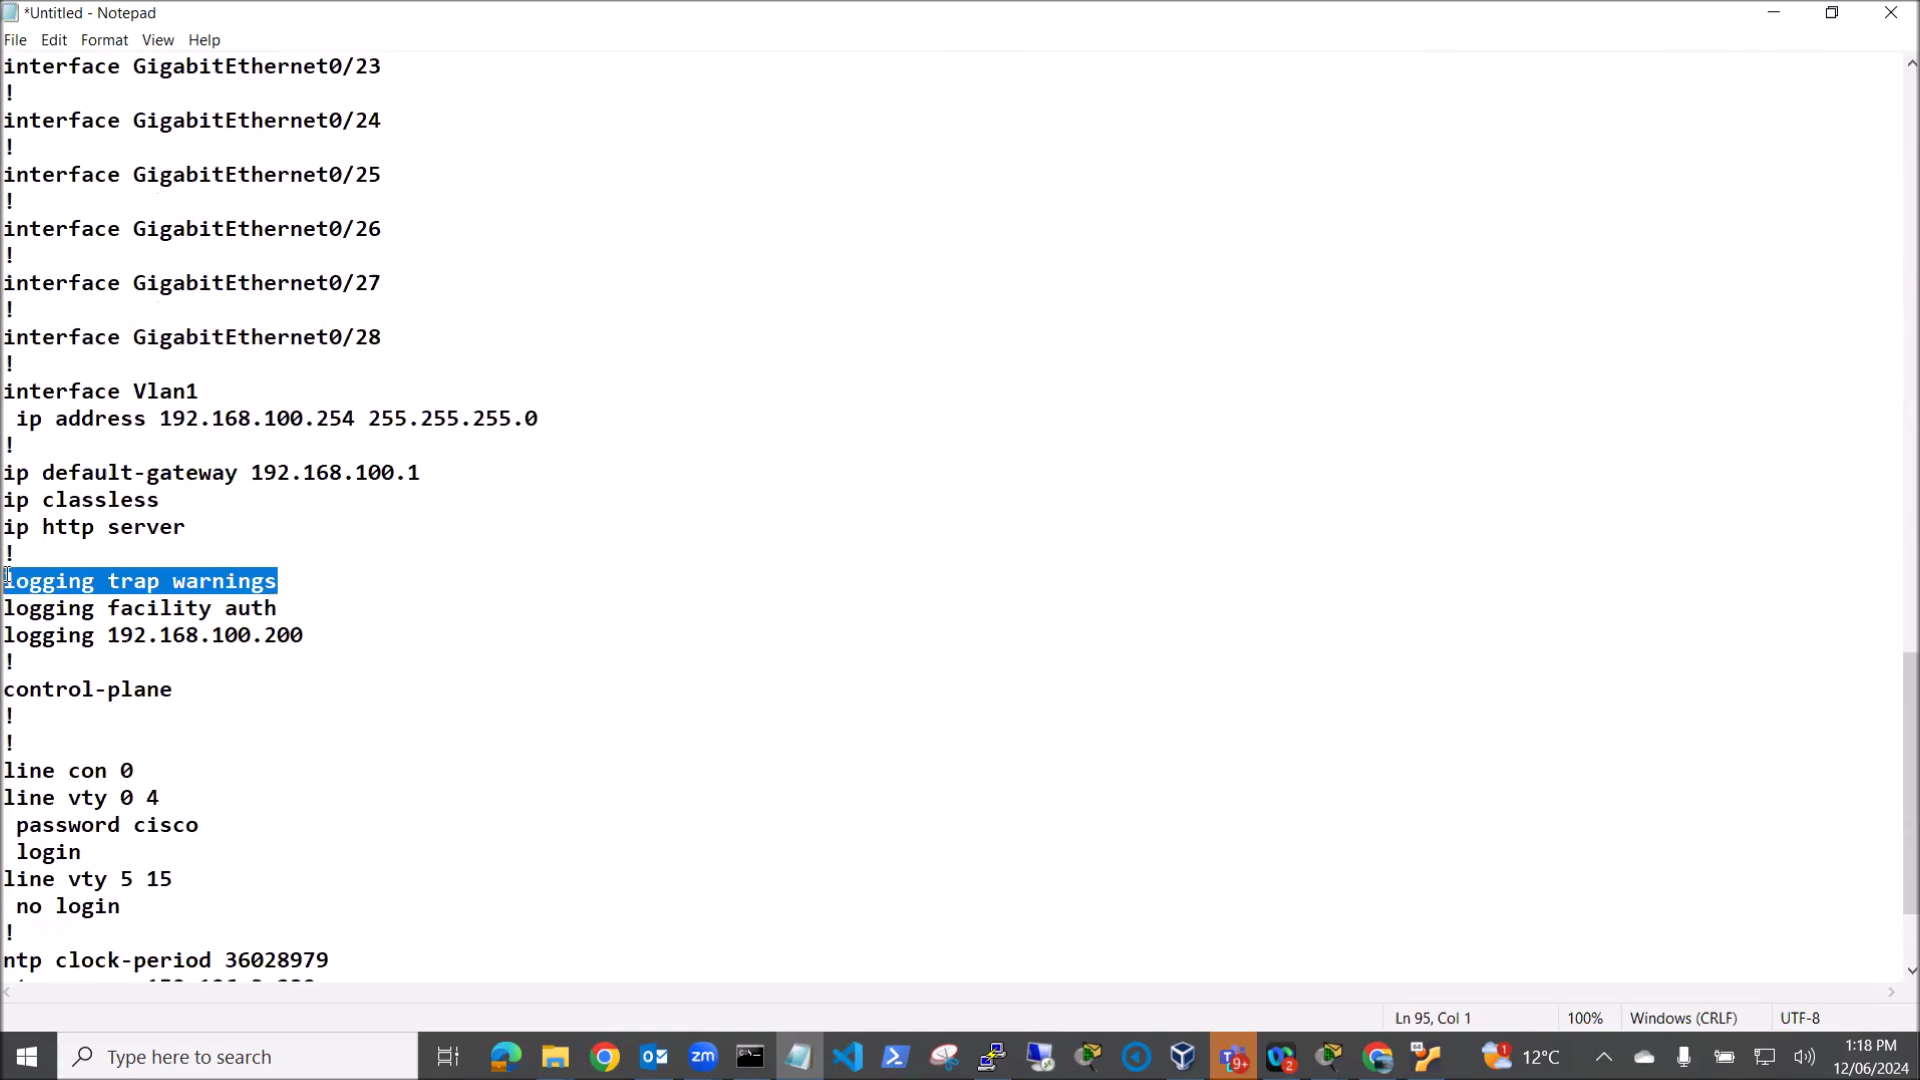 *Untitled - Notepad
File Edit Format View Help
interface GigabitEthernet0/23
!
interface GigabitEthernet0/24
!
interface GigabitEthernet0/25
!
interface GigabitEthernet0/26
!
interface GigabitEthernet0/27
!
interface GigabitEthernet0/28
!
interface Vlan1
 ip address 192.168.100.254 255.255.255.0
!
ip default-gateway 192.168.100.1
ip classless
ip http server
!
logging trap warnings
logging facility auth
logging 192.168.100.200
!
control-plane
!
!
line con 0
line vty 0 4
 password cisco
 login
line vty 5 15
 no login
!
ntp clock-period 36028979
Ln 95, Col 1 100% Windows (CRLF) UTF-8
Type here to search
zm
9+
2
1
12°C
1:18 PM
12/06/2024